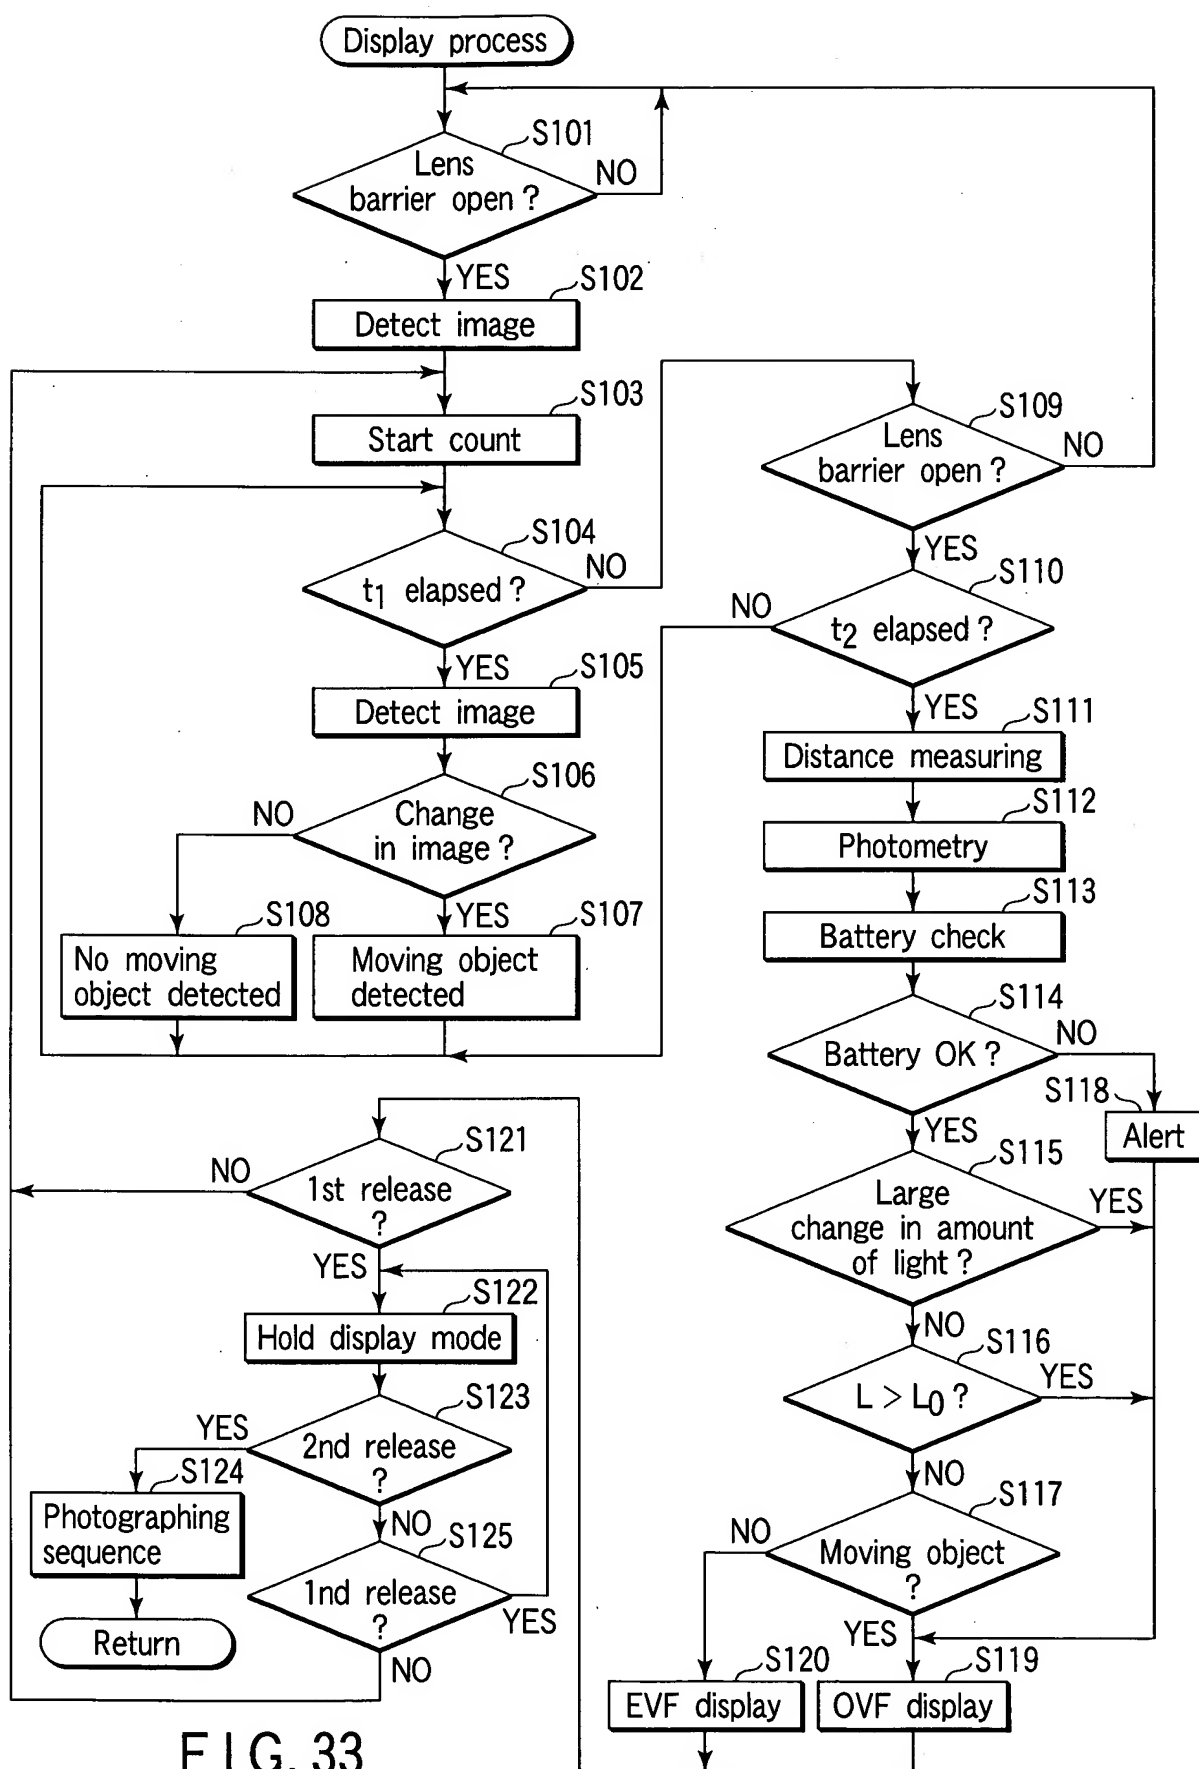 Display process
S101
Lens
barrier open ?
NO
YES
S102
Detect image
S103
Start count
S104
t1 elapsed ?
NO
YES
S105
Detect image
S106
Change
in image ?
NO
YES
S108
No moving
object detected
S107
Moving object
detected
S109
Lens
barrier open ?
NO
YES
S110
t2 elapsed ?
NO
YES
S111
Distance measuring
S112
Photometry
S113
Battery check
S114
Battery OK ?
NO
YES
S118
Alert
S115
Large
change in amount
of light ?
YES
NO
S116
L > L0 ?
YES
NO
S117
Moving object
?
NO
YES
S120
EVF display
S119
OVF display
S121
1st release
?
NO
YES
S122
Hold display mode
S123
2nd release
?
YES
NO
S124
Photographing
sequence
Return
S125
1nd release
?
YES
NO
FIG. 33